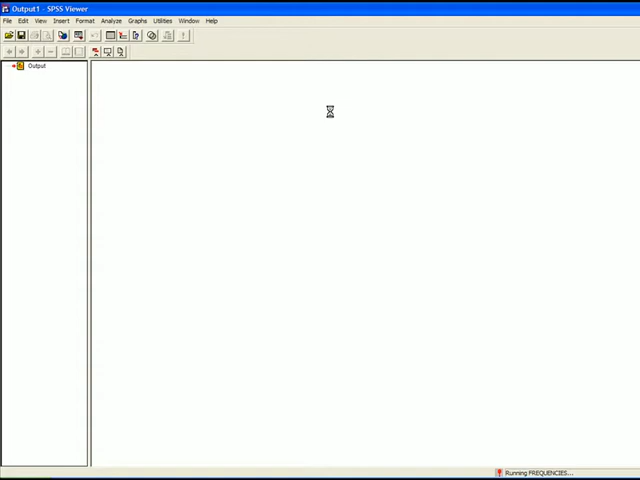 Output1 - SPSS Viewer
File Edit View Insert Format Analyze Graphs Utilities Window Help
Output
Running FREQUENCIES...